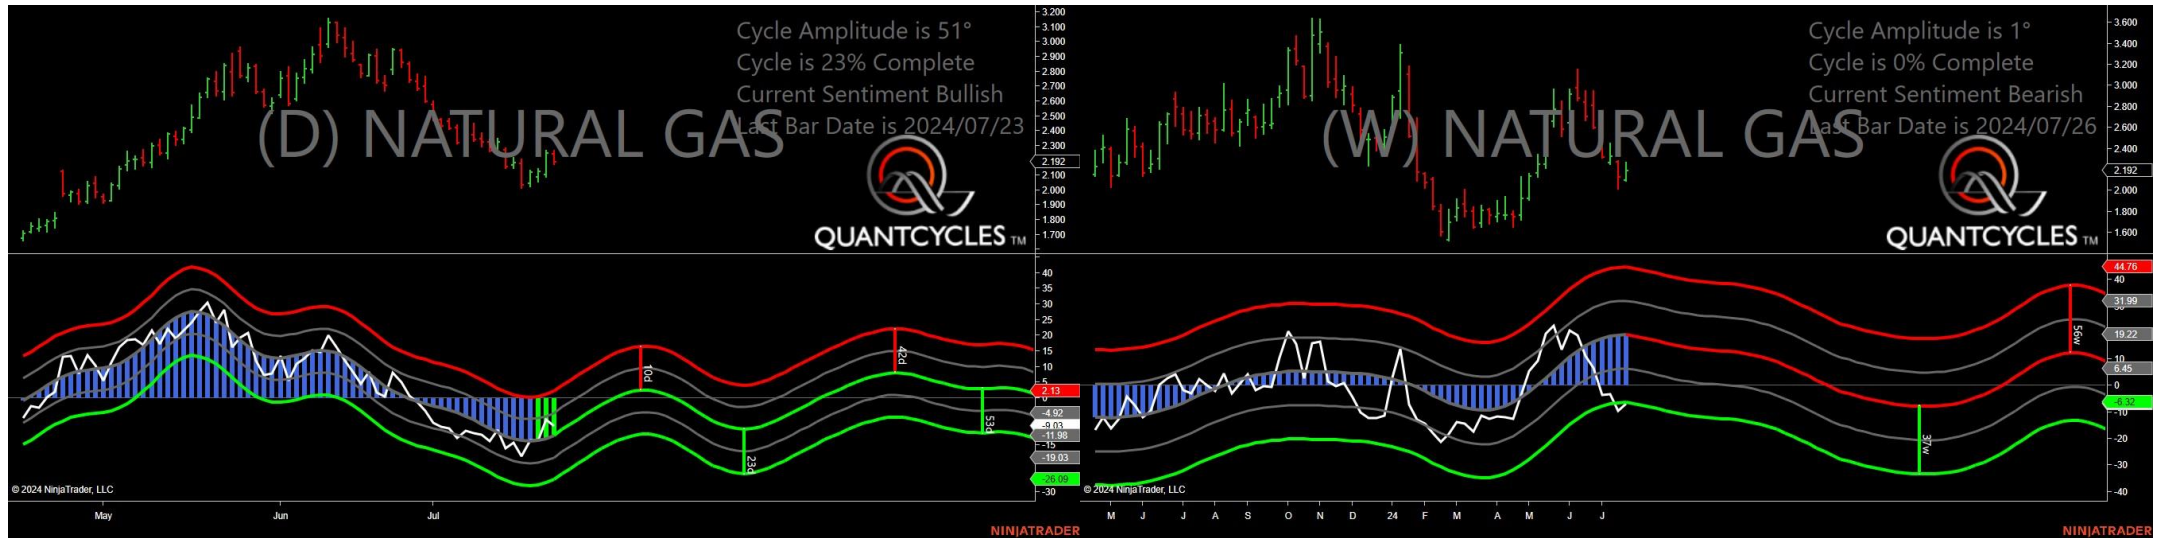 Cycle Amplitude is 51°
Cycle is 23% Complete
Current Sentiment Bullish
Last Bar Date is 2024/07/23
(D) NATURAL GAS
QUANTCYCLES TM
3.200
3.100
3.000
2.900
2.800
2.700
2.600
2.500
2.400
2.300
2.192
2.100
2.000
1.900
1.800
1.700
40
35
30
25
20
15
10
5
2.13
0
-4.92
-9.03
-11.98
-15
-19.03
-26.09
-30
10d
23d
42d
53d
© 2024 NinjaTrader, LLC
May
Jun
Jul
NINJATRADER
Cycle Amplitude is 1°
Cycle is 0% Complete
Current Sentiment Bearish
Last Bar Date is 2024/07/26
(W) NATURAL GAS
QUANTCYCLES TM
3.600
3.400
3.200
3.000
2.800
2.600
2.400
2.192
2.000
1.800
1.600
44.76
40
31.99
30
19.22
10
6.45
0
-6.32
-10
-20
-30
-40
37w
56w
© 2024 NinjaTrader, LLC
M J J A S O N D 24 F M A M J J
NINJATRADER